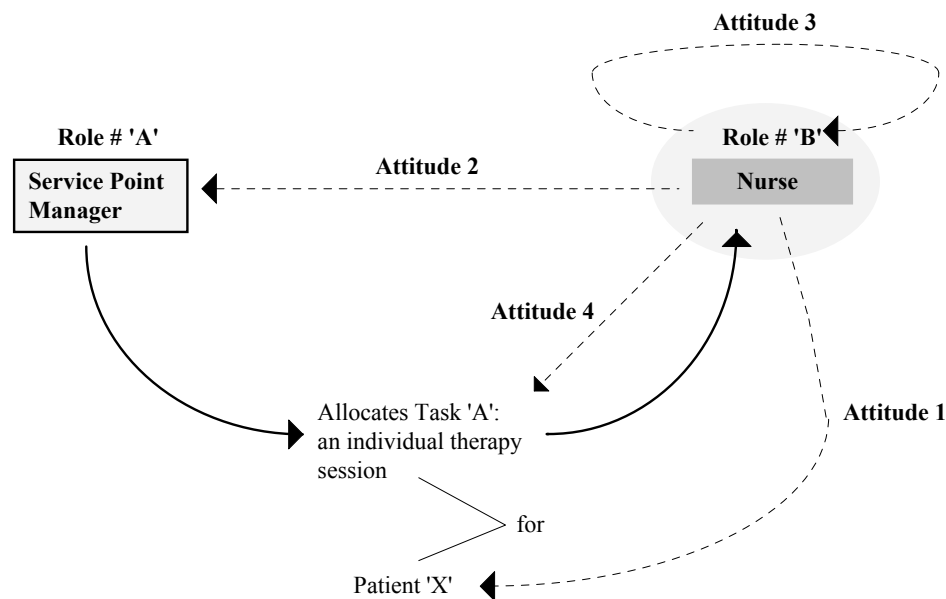 Attitude 3
Role # 'A'
Role # 'B'
Service Point
Manager
Attitude 2
Nurse
Attitude 4
Allocates Task 'A':
an individual therapy
session
Attitude 1
for
Patient 'X'